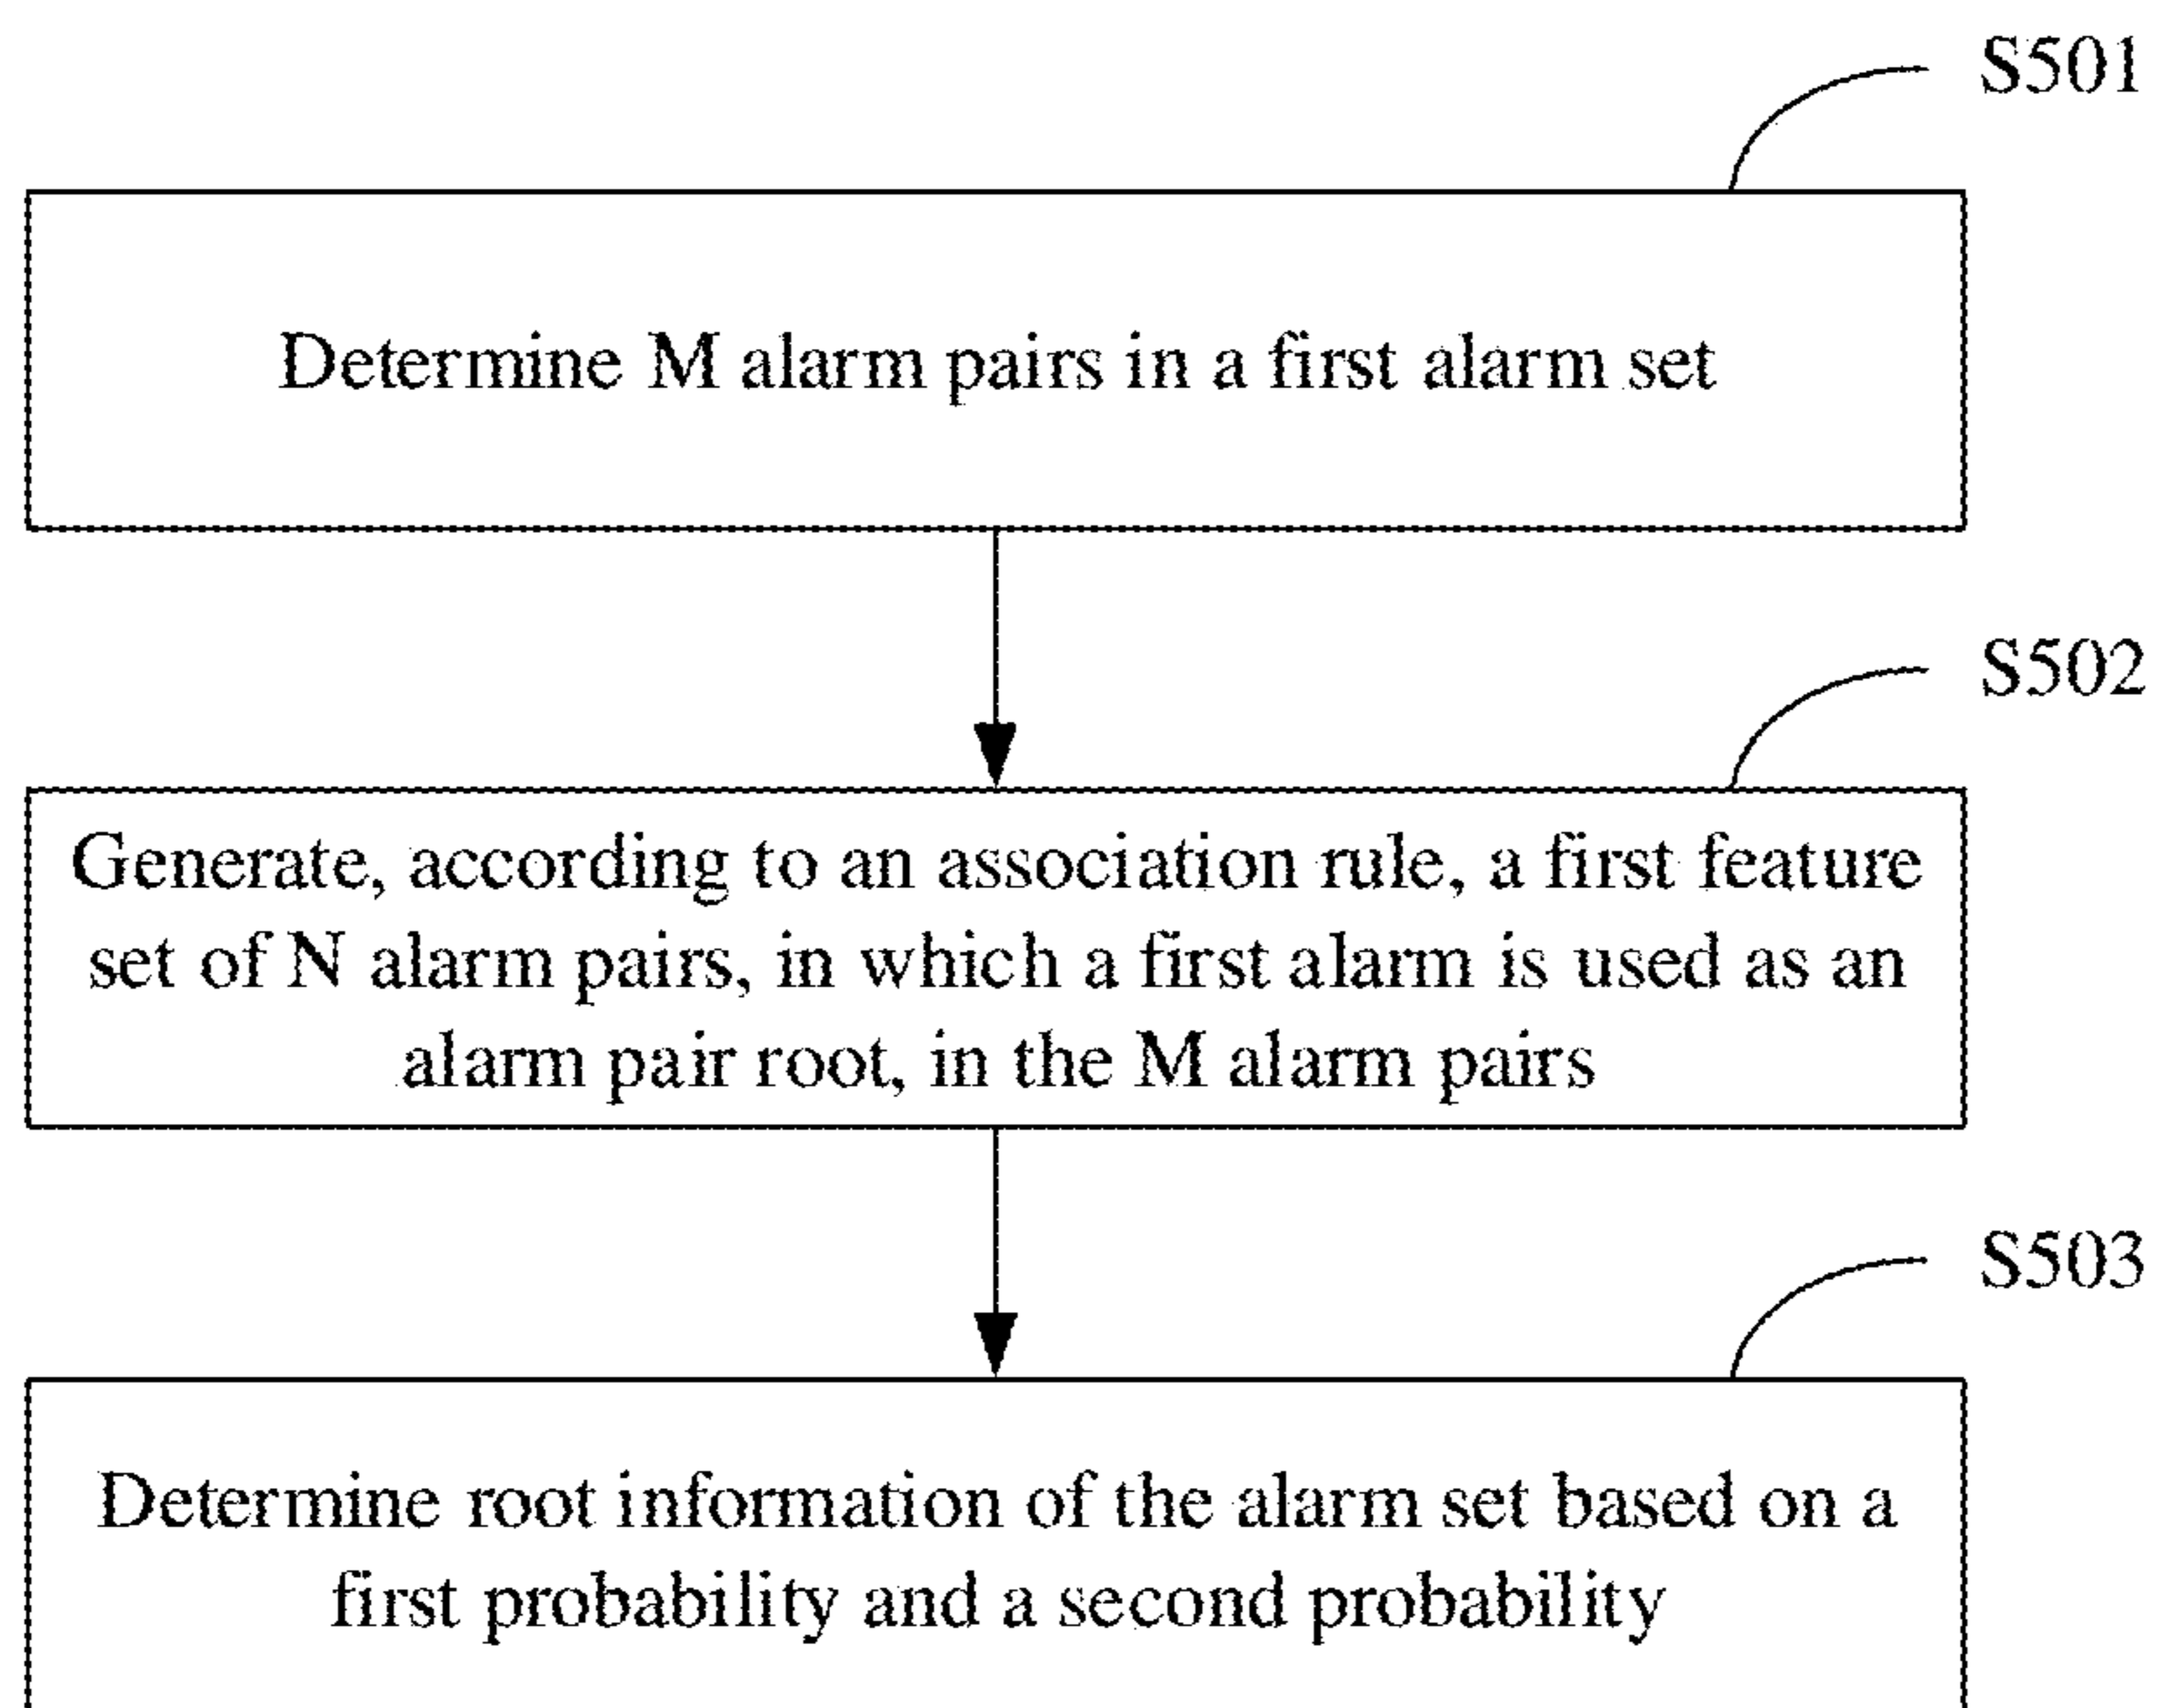 S501
Determine M alarm pairs in a first alarm set
S502
Generate, according to an association rule, a first feature
set of N alarm pairs, in which a first alarm is used as an
alarm pair root, in the M alarm pairs
S503
Determine root information of the alarm set based on a
first probability and a second probability